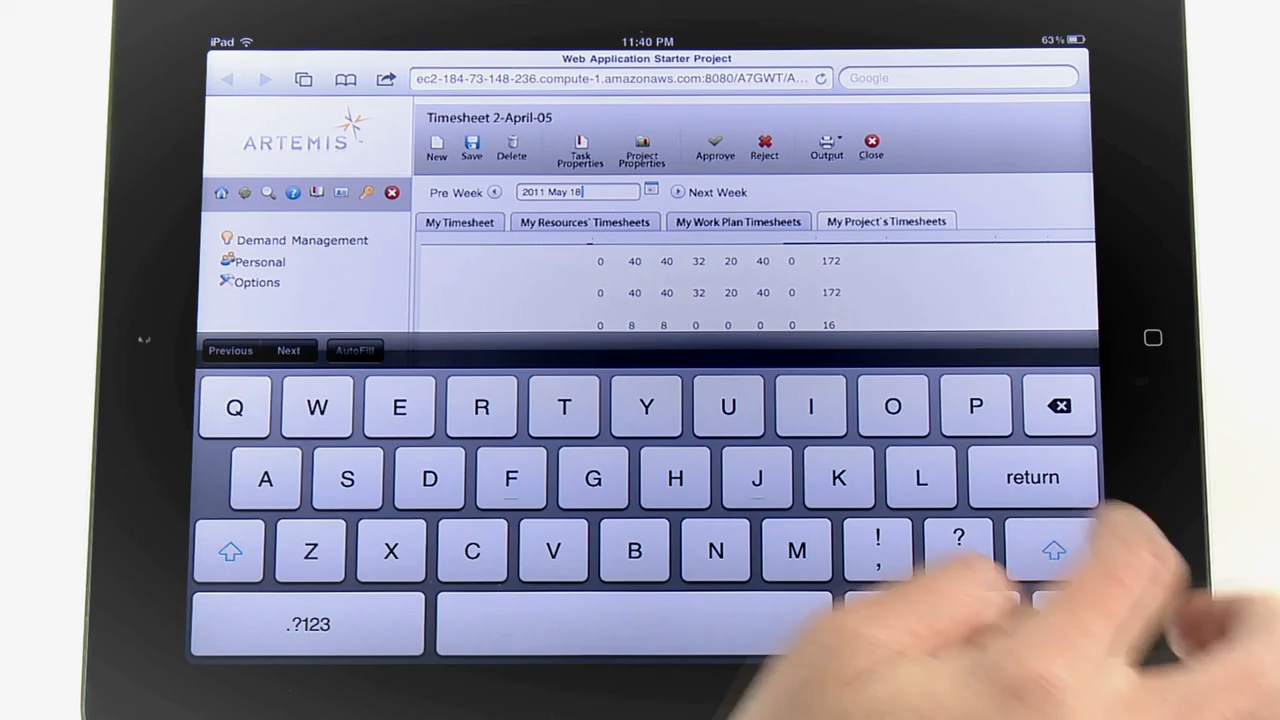 iPad 11:40 PM 63%
Web Application Starter Project
ec2-184-73-148-236.compute-1.amazonaws.com:8080/A7GWT/A... Google
ARTEMIS
Timesheet 2-April-05
New Save Delete Task Properties Project Properties Approve Reject Output Close
Pre Week 2011 May 18 Next Week
My Timesheet My Resources' Timesheets My Work Plan Timesheets My Project's Timesheets
Demand Management
Personal
Options
0 40 40 32 20 40 0 172
0 40 40 32 20 40 0 172
0 8 8 0 0 0 0 16
Previous Next AutoFill
Q W E R T Y U I O P
A S D F G H J K L return
Z X C V B N M ! , ?
.?123